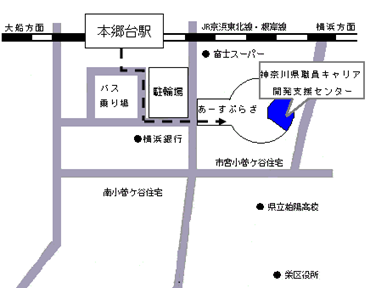 大船方面
本郷台駅
JR京浜東北線・根岸線
横浜方面
富士スーパー
神奈川県職員キャリア
開発支援センター
バス
乗り場
駐輪場
あーすぷらざ
横浜銀行
市営小菅ケ谷住宅
南小菅ケ谷住宅
県立柏陽高校
栄区役所